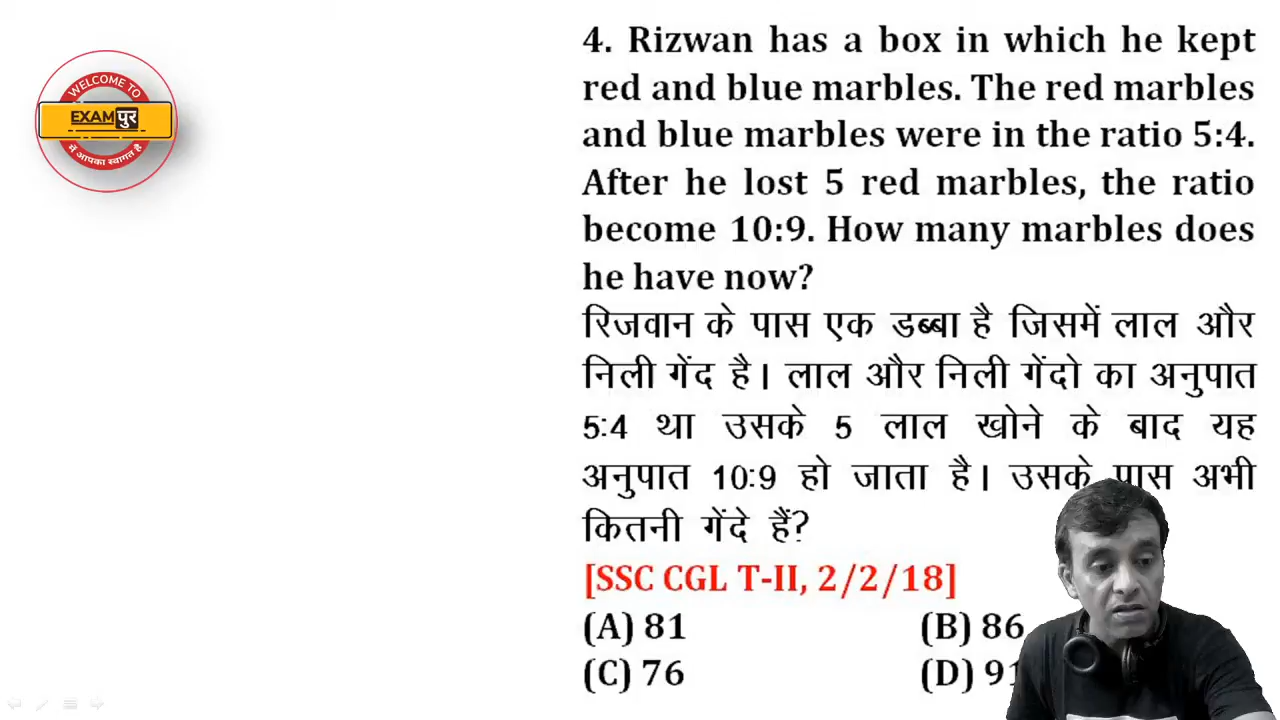 WELCOME TO
EXAMपुर
में आपका स्वागत है
4. Rizwan has a box in which he kept
red and blue marbles. The red marbles
and blue marbles were in the ratio 5:4.
After he lost 5 red marbles, the ratio
become 10:9. How many marbles does
he have now?
रिजवान के पास एक डब्बा है जिसमें लाल और
निली गेंद है। लाल और निली गेंदो का अनुपात
5:4 था उसके 5 लाल खोने के बाद यह
अनुपात 10:9 हो जाता है। उसके पास अभी
कितनी गेंदे हैं?
[SSC CGL T-II, 2/2/18]
(A) 81 (B) 86
(C) 76 (D) 91